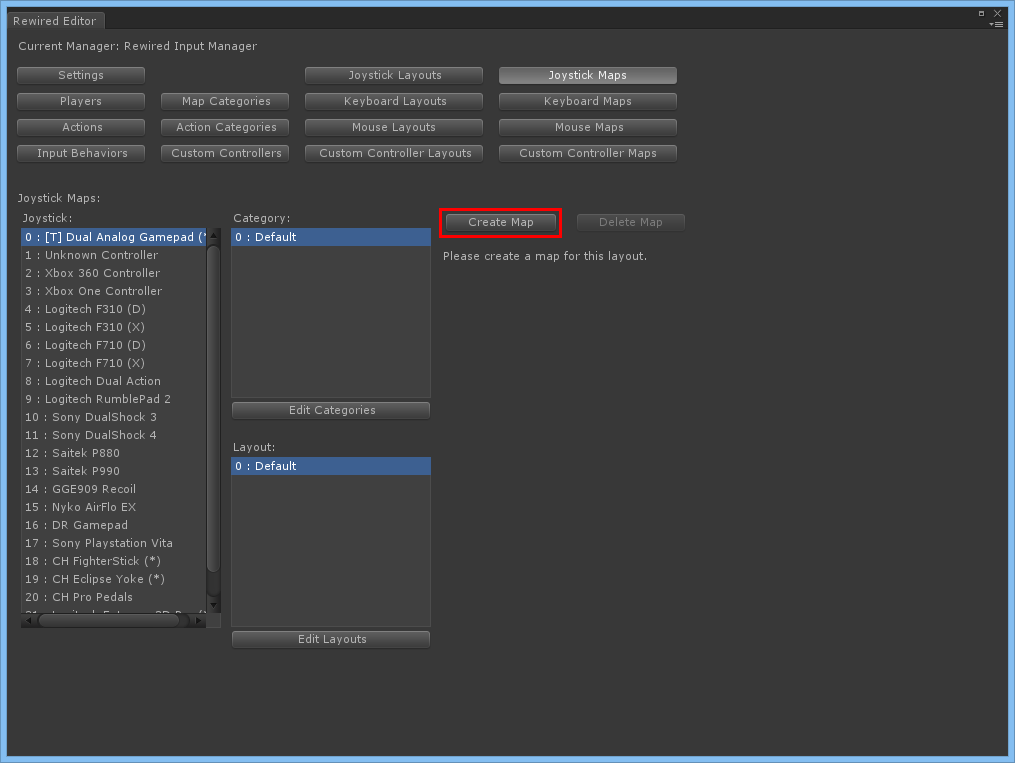 Rewired Editor
Current Manager: Rewired Input Manager
Settings
Joystick Layouts
Joystick Maps
Players
Map Categories
Keyboard Layouts
Keyboard Maps
Actions
Action Categories
Mouse Layouts
Mouse Maps
Input Behaviors
Custom Controllers
Custom Controller Layouts
Custom Controller Maps
Joystick Maps:
Joystick:
0 : [T] Dual Analog Gamepad (*
1 : Unknown Controller
2 : Xbox 360 Controller
3 : Xbox One Controller
4 : Logitech F310 (D)
5 : Logitech F310 (X)
6 : Logitech F710 (D)
7 : Logitech F710 (X)
8 : Logitech Dual Action
9 : Logitech RumblePad 2
10 : Sony DualShock 3
11 : Sony DualShock 4
12 : Saitek P880
13 : Saitek P990
14 : GGE909 Recoil
15 : Nyko AirFlo EX
16 : DR Gamepad
17 : Sony Playstation Vita
18 : CH FighterStick (*)
19 : CH Eclipse Yoke (*)
20 : CH Pro Pedals
Category:
0 : Default
Edit Categories
Layout:
0 : Default
Edit Layouts
Create Map
Delete Map
Please create a map for this layout.